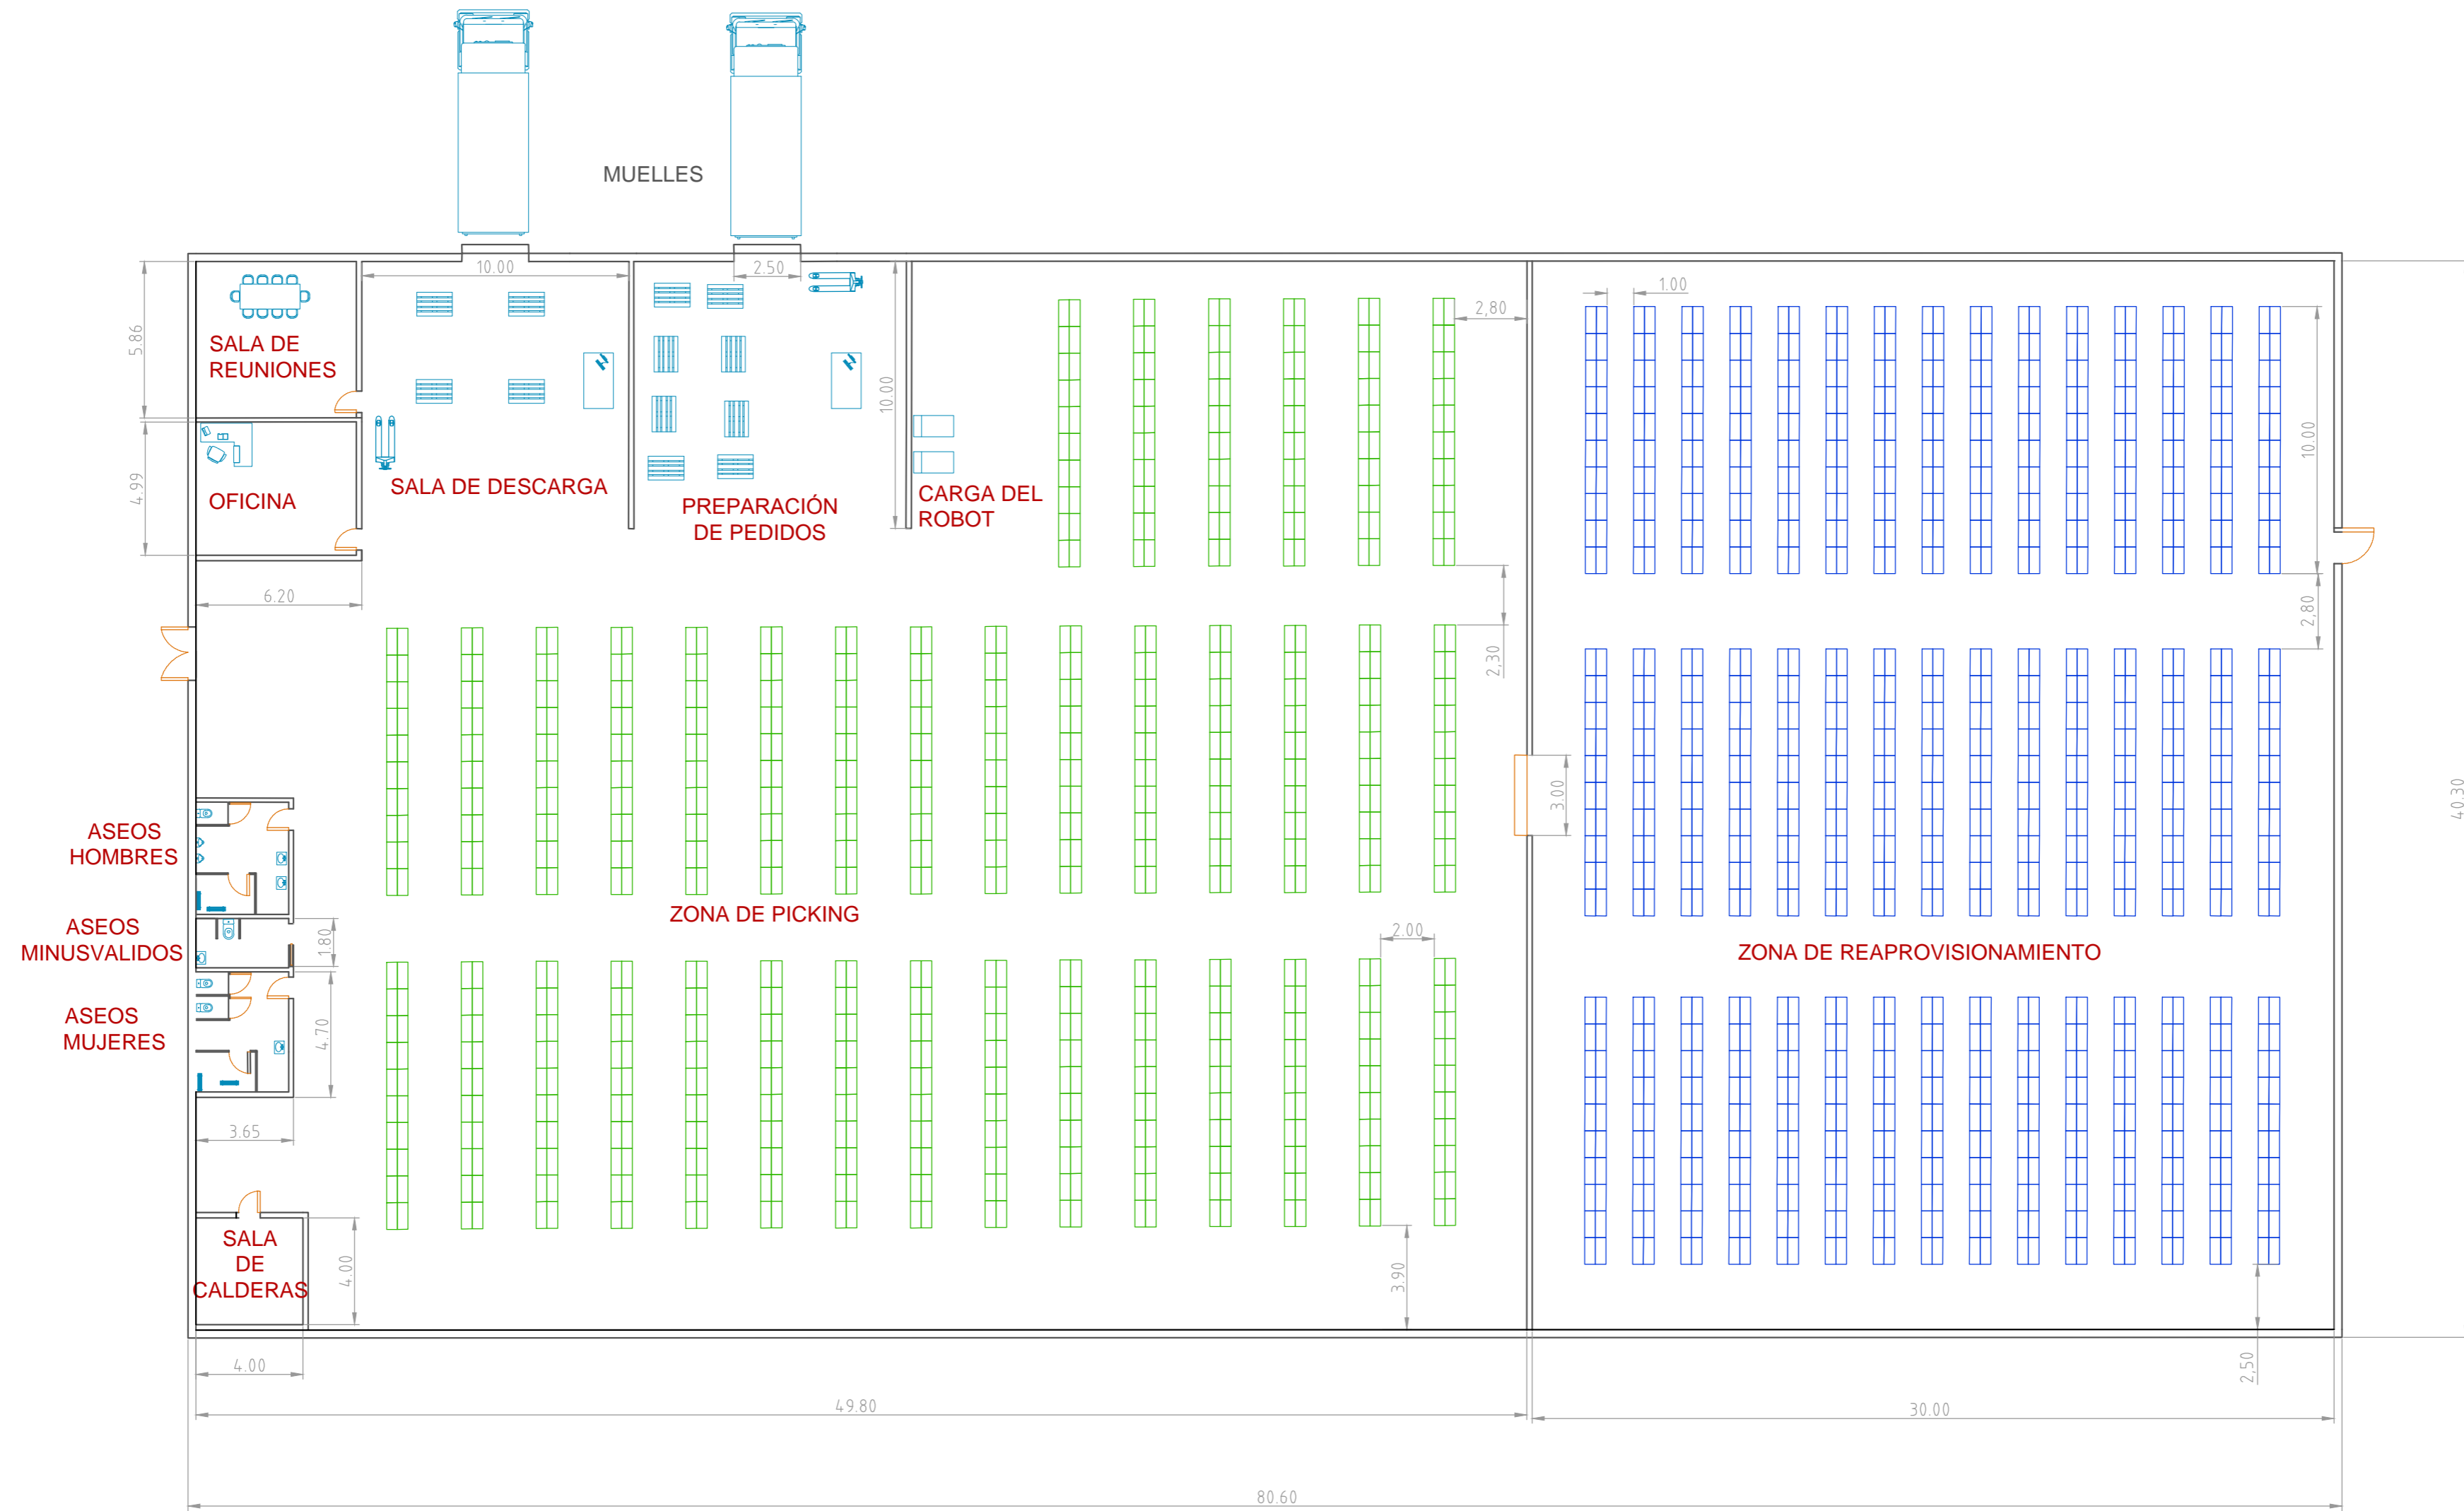 MUELLES
10.00
2.50
1.00
2,80
5.86
SALA DE
REUNIONES
10.00
10.00
4.99
OFICINA
SALA DE DESCARGA
PREPARACIÓN
DE PEDIDOS
CARGA DEL
ROBOT
6.20
2,80
2,30
3.00
40.30
ASEOS
HOMBRES
ZONA DE PICKING
ASEOS
MINUSVALIDOS
1.80
2.00
ZONA DE REAPROVISIONAMIENTO
ASEOS
MUJERES
4.70
3.65
SALA
DE
CALDERAS
4.00
3.90
4.00
2,50
49.80
30.00
80.60